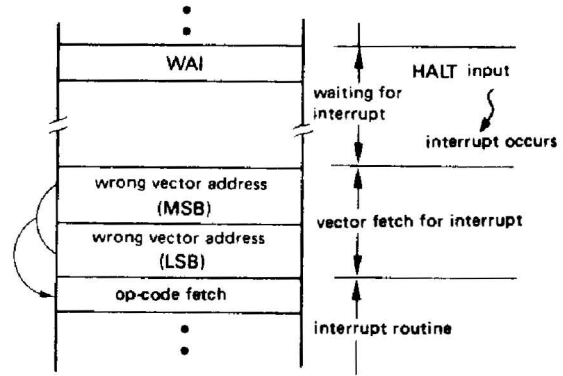 WAI
HALT input
waiting for
interrupt
interrupt occurs
wrong vector address
(MSB)
vector fetch for interrupt
wrong vector address
(LSB)
op-code fetch
interrupt routine